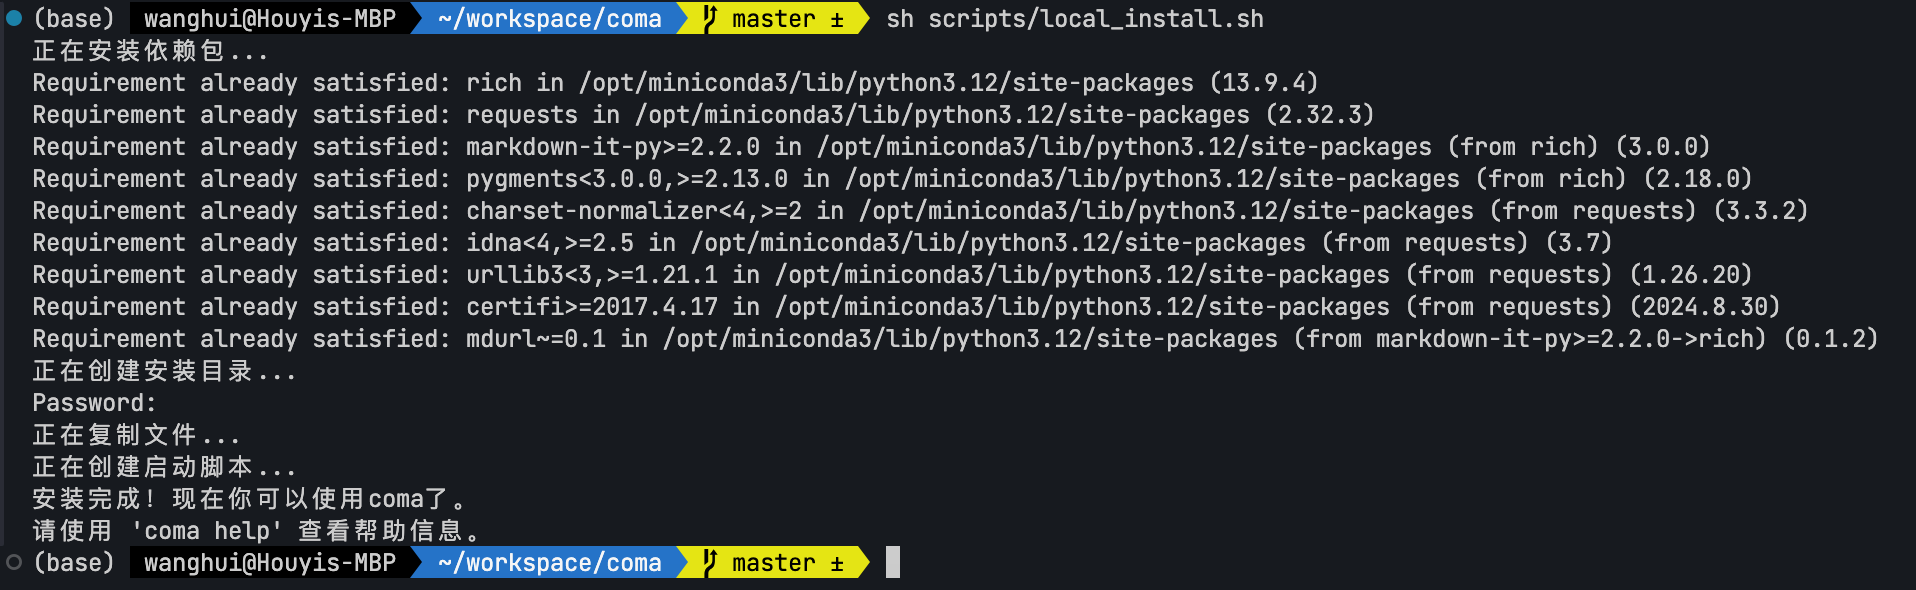 (base) wanghui@Houyis-MBP ~/workspace/coma master ± sh scripts/local_install.sh
正在安装依赖包...
Requirement already satisfied: rich in /opt/miniconda3/lib/python3.12/site-packages (13.9.4)
Requirement already satisfied: requests in /opt/miniconda3/lib/python3.12/site-packages (2.32.3)
Requirement already satisfied: markdown-it-py>=2.2.0 in /opt/miniconda3/lib/python3.12/site-packages (from rich) (3.0.0)
Requirement already satisfied: pygments<3.0.0,>=2.13.0 in /opt/miniconda3/lib/python3.12/site-packages (from rich) (2.18.0)
Requirement already satisfied: charset-normalizer<4,>=2 in /opt/miniconda3/lib/python3.12/site-packages (from requests) (3.3.2)
Requirement already satisfied: idna<4,>=2.5 in /opt/miniconda3/lib/python3.12/site-packages (from requests) (3.7)
Requirement already satisfied: urllib3<3,>=1.21.1 in /opt/miniconda3/lib/python3.12/site-packages (from requests) (1.26.20)
Requirement already satisfied: certifi>=2017.4.17 in /opt/miniconda3/lib/python3.12/site-packages (from requests) (2024.8.30)
Requirement already satisfied: mdurl~=0.1 in /opt/miniconda3/lib/python3.12/site-packages (from markdown-it-py>=2.2.0->rich) (0.1.2)
正在创建安装目录...
Password:
正在复制文件...
正在创建启动脚本...
安装完成！现在你可以使用coma了。
请使用 'coma help' 查看帮助信息。
(base) wanghui@Houyis-MBP ~/workspace/coma master ±